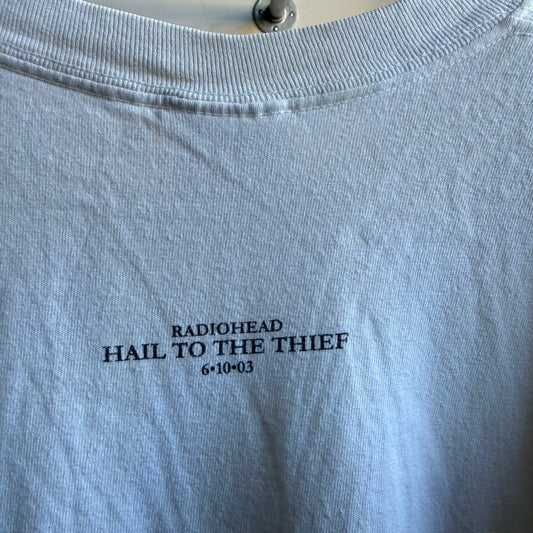 RADIOHEAD
HAIL TO THE THIEF
6•10•03